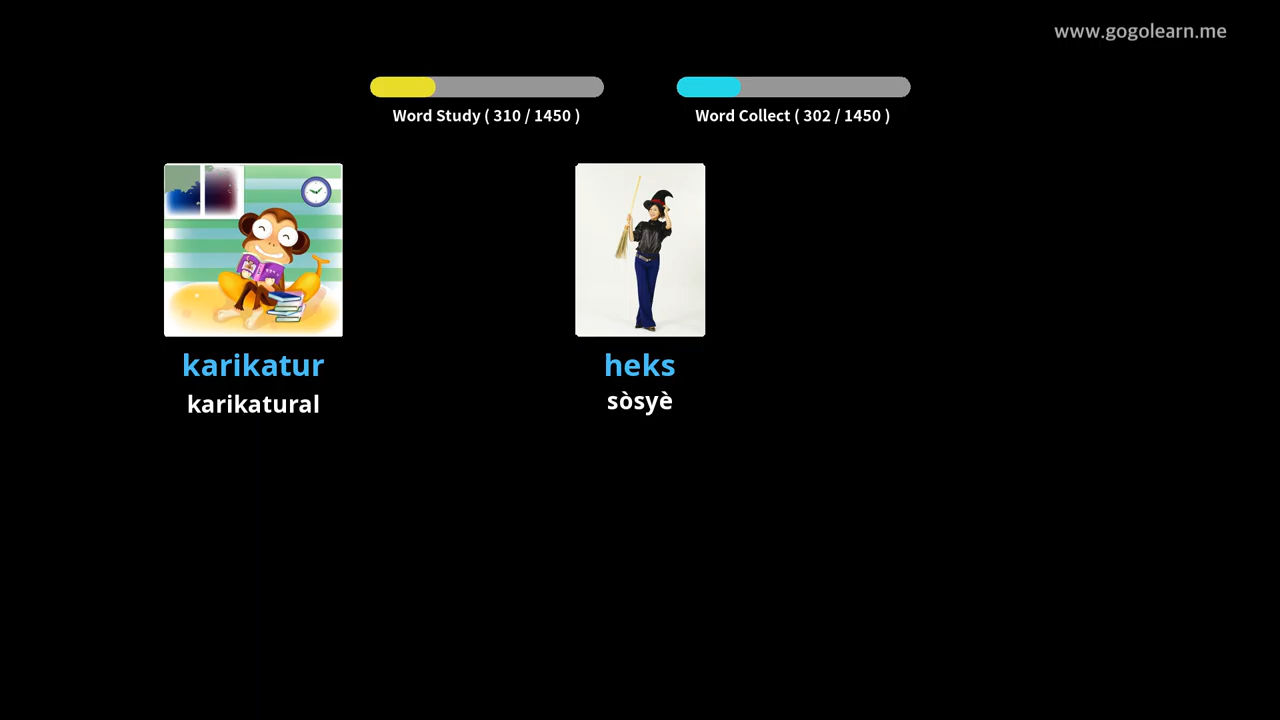 www.gogolearn.me
Word Study ( 310 / 1450 )
Word Collect ( 302 / 1450 )
karikatur
karikatural
heks
sòsyè